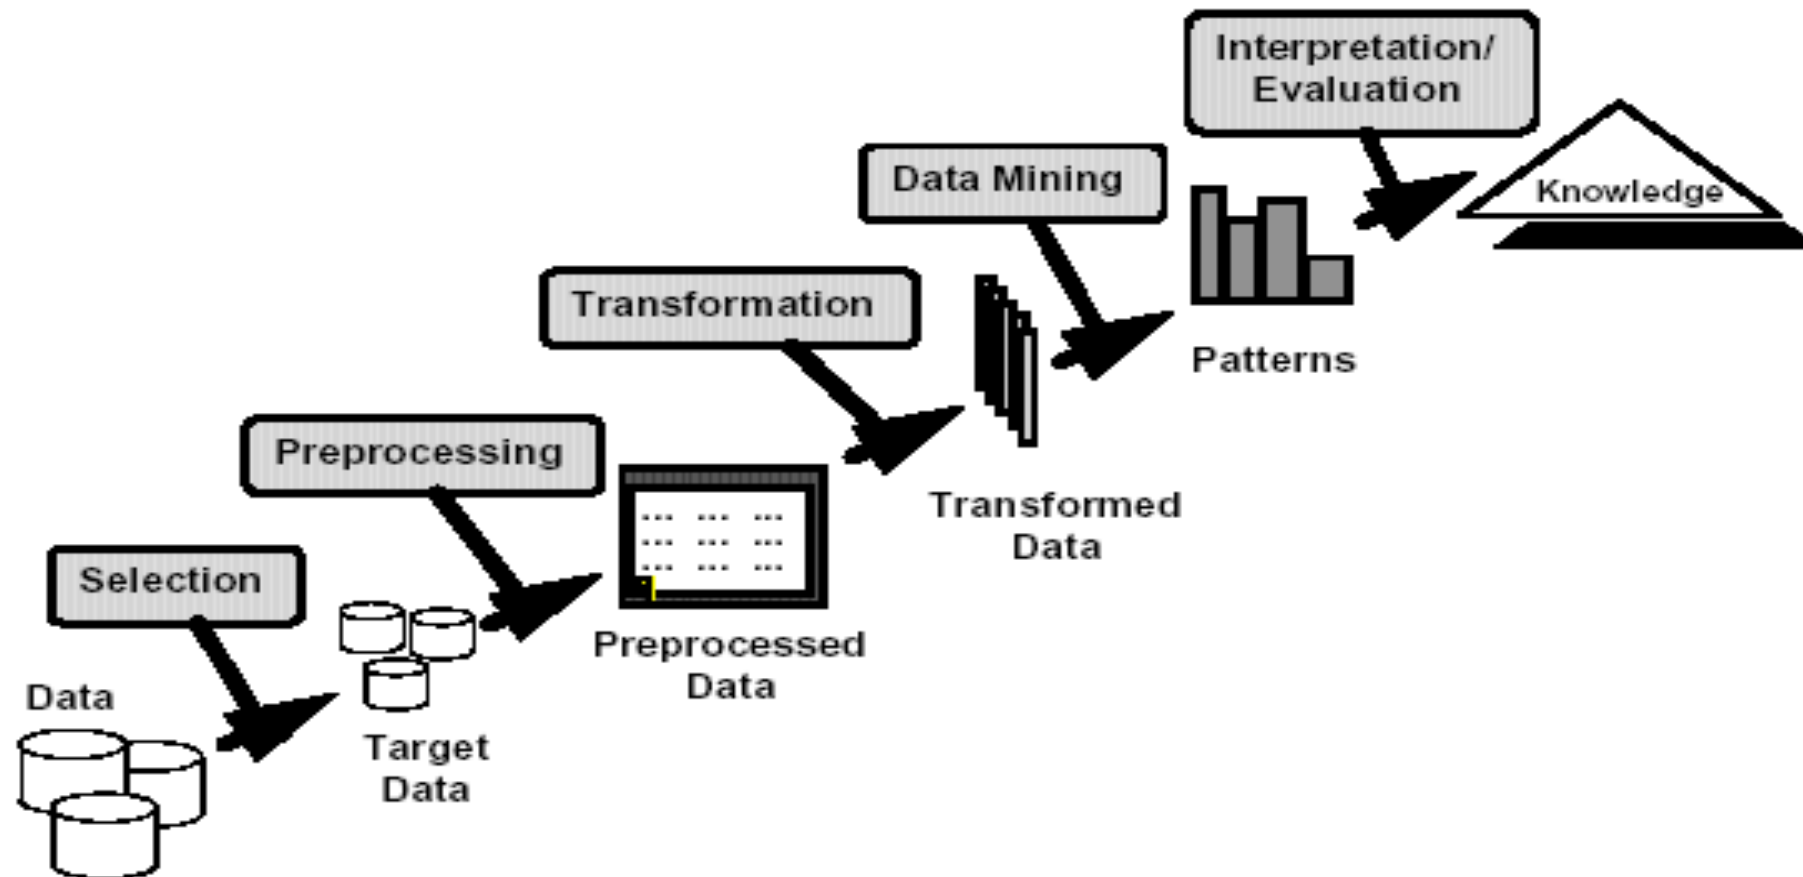 Interpretation/
Evaluation
Knowledge
Data Mining
Patterns
Transformation
Transformed
Data
Preprocessing
Preprocessed
Data
Selection
Target
Data
Data